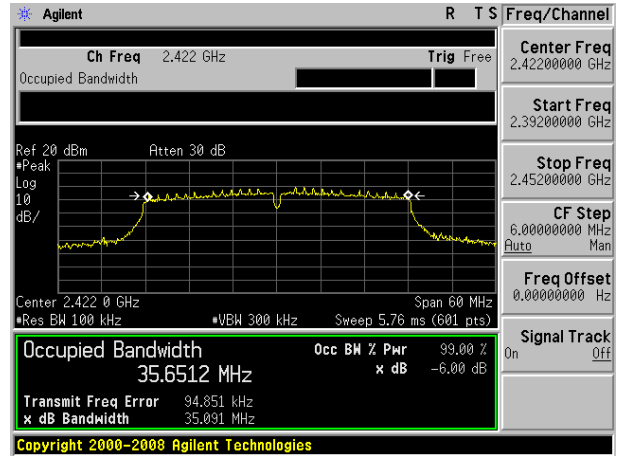 Agilent R T S Freq/Channel
Ch Freq 2.422 GHz Trig Free
Occupied Bandwidth
Center Freq
2.42200000 GHz
Start Freq
2.39200000 GHz
Stop Freq
2.45200000 GHz
CF Step
6.00000000 MHz
Auto Man
Freq Offset
0.00000000 Hz
Signal Track
On Off
Ref 20 dBm Atten 30 dB
#Peak
Log
10
dB/
Center 2.422 0 GHz Span 60 MHz
#Res BW 100 kHz #VBW 300 kHz Sweep 5.76 ms (601 pts)
Occupied Bandwidth Occ BW % Pwr 99.00 %
35.6512 MHz x dB -6.00 dB
Transmit Freq Error 94.851 kHz
x dB Bandwidth 35.091 MHz
Copyright 2000-2008 Agilent Technologies